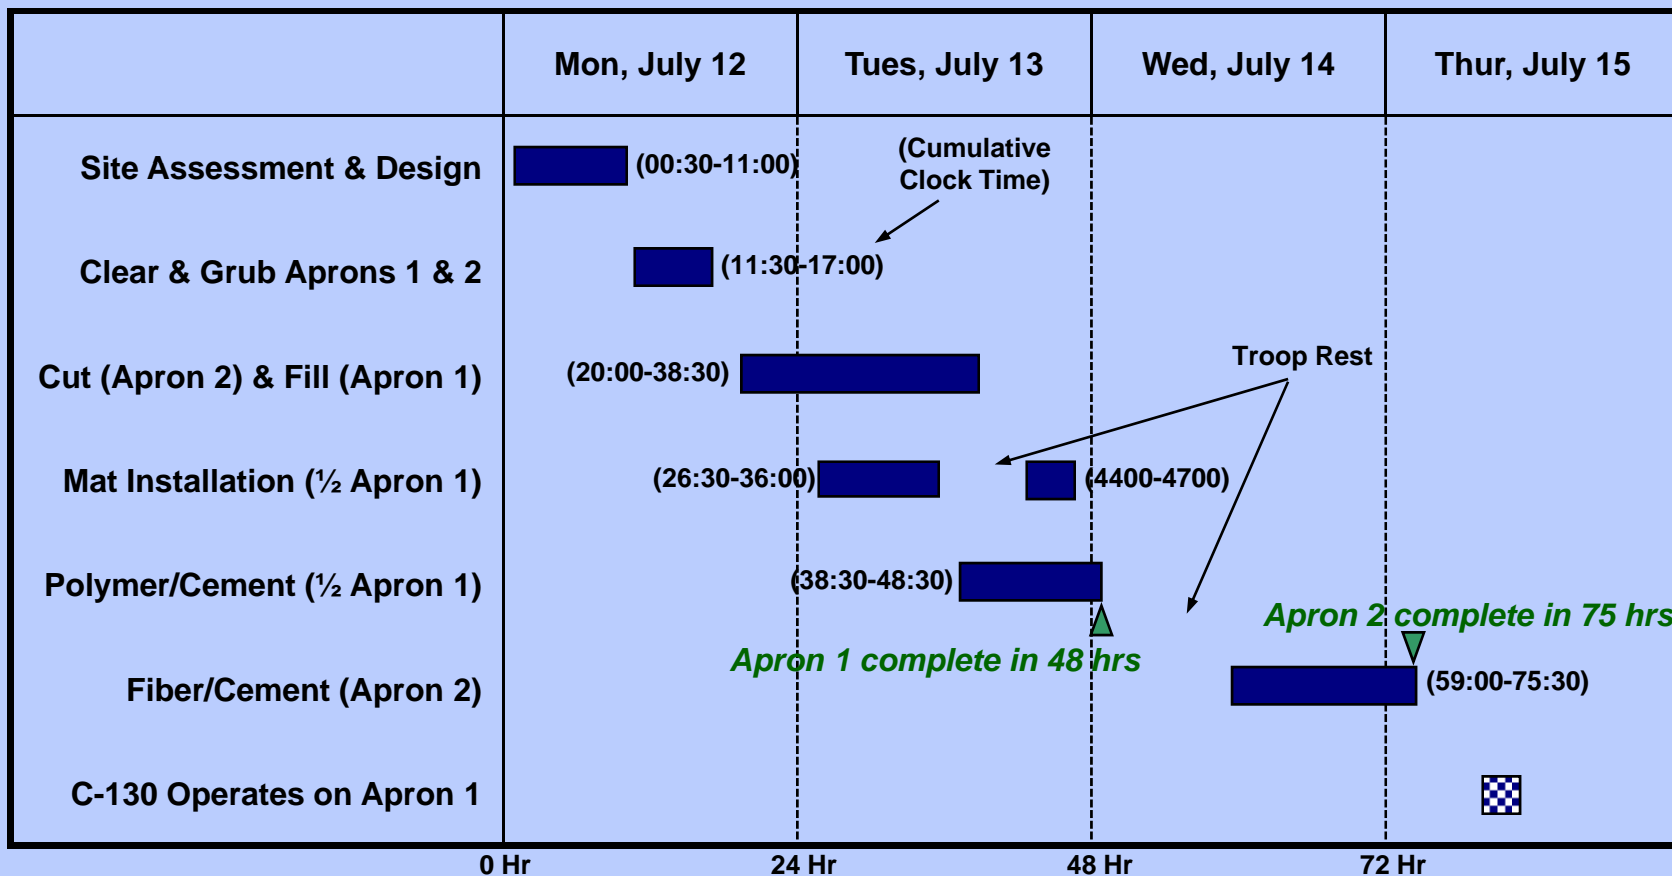 Mon, July 12
Tues, July 13
Wed, July 14
Thur, July 15
Site Assessment & Design
(00:30-11:00)
(Cumulative
Clock Time)
Clear & Grub Aprons 1 & 2
(11:30-17:00)
Cut (Apron 2) & Fill (Apron 1)
(20:00-38:30)
Troop Rest
Mat Installation (½ Apron 1)
(26:30-36:00)
(4400-4700)
Polymer/Cement (½ Apron 1)
(38:30-48:30)
Apron 2 complete in 75 hrs
Apron 1 complete in 48 hrs
Fiber/Cement (Apron 2)
(59:00-75:30)
C-130 Operates on Apron 1
0 Hr
24 Hr
48 Hr
72 Hr